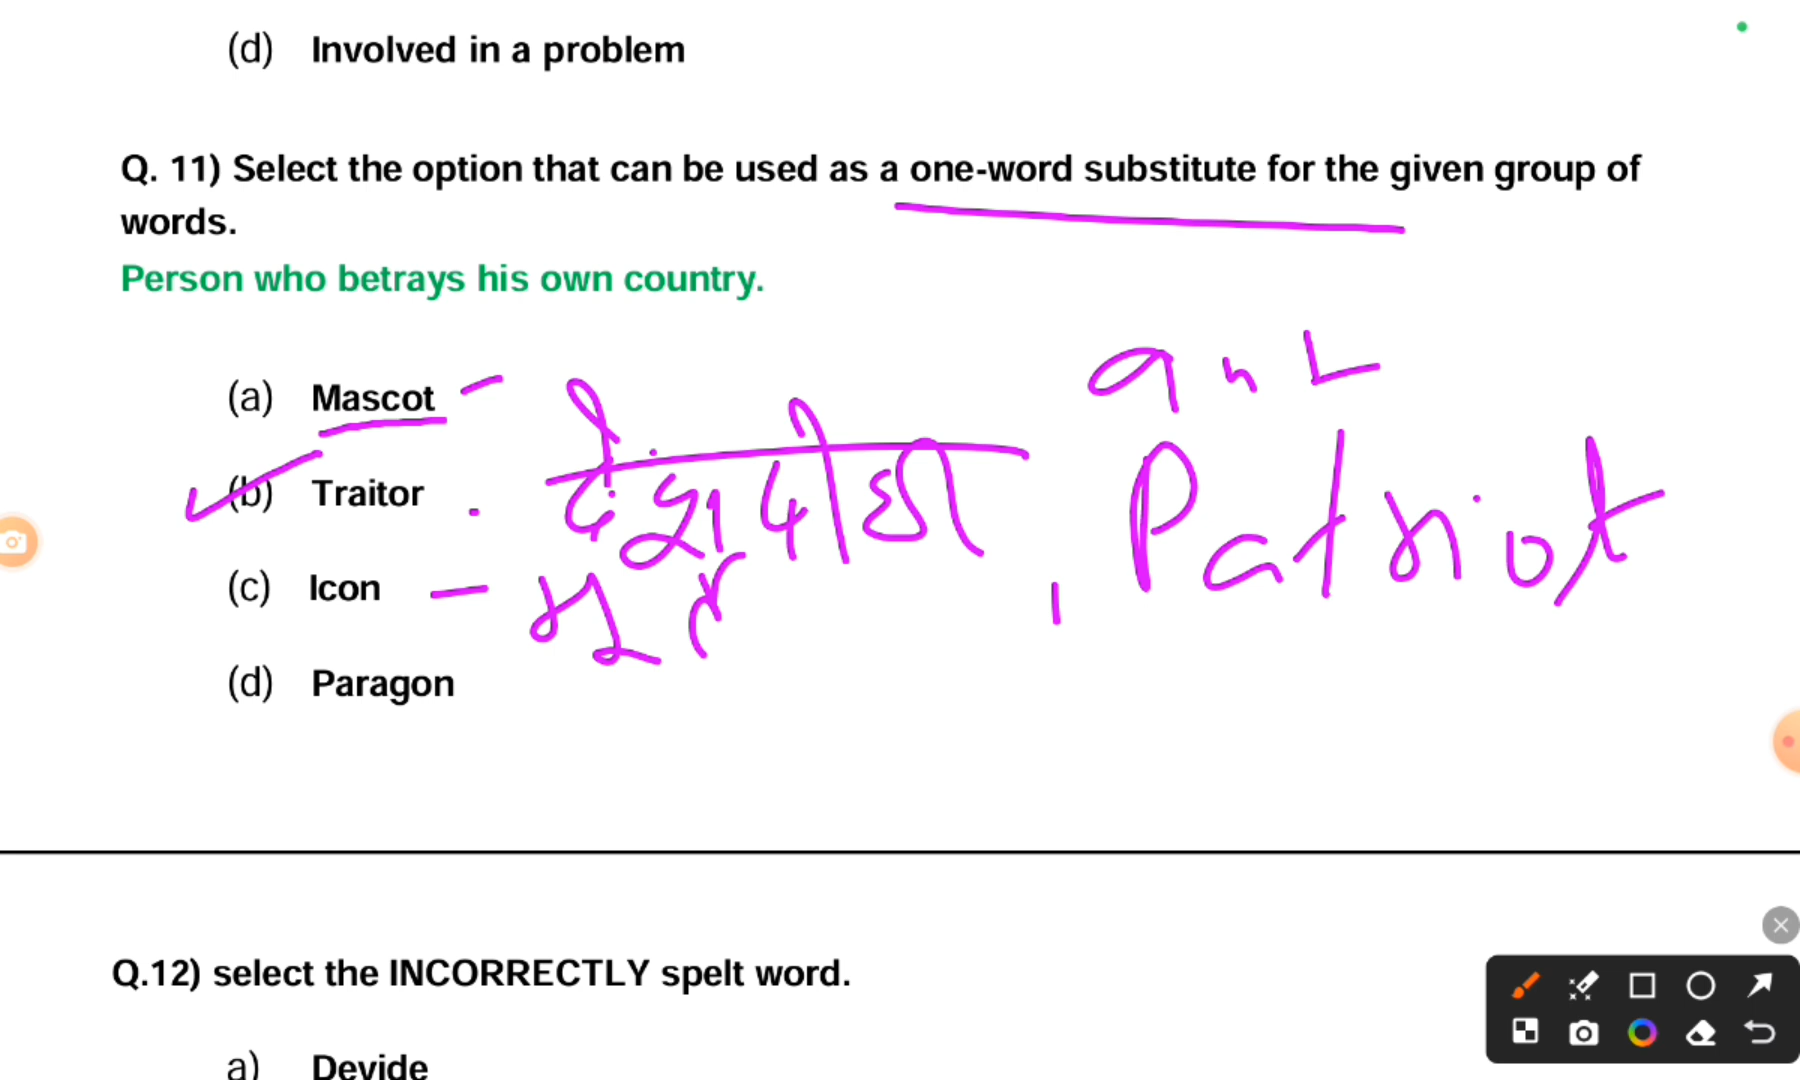 (d) Involved in a problem
Q. 11) Select the option that can be used as a one-word substitute for the given group of
words.
Person who betrays his own country.
(a) Mascot
(b) Traitor
(c) Icon
(d) Paragon
Patriot
Q.12) select the INCORRECTLY spelt word.
a) Devide